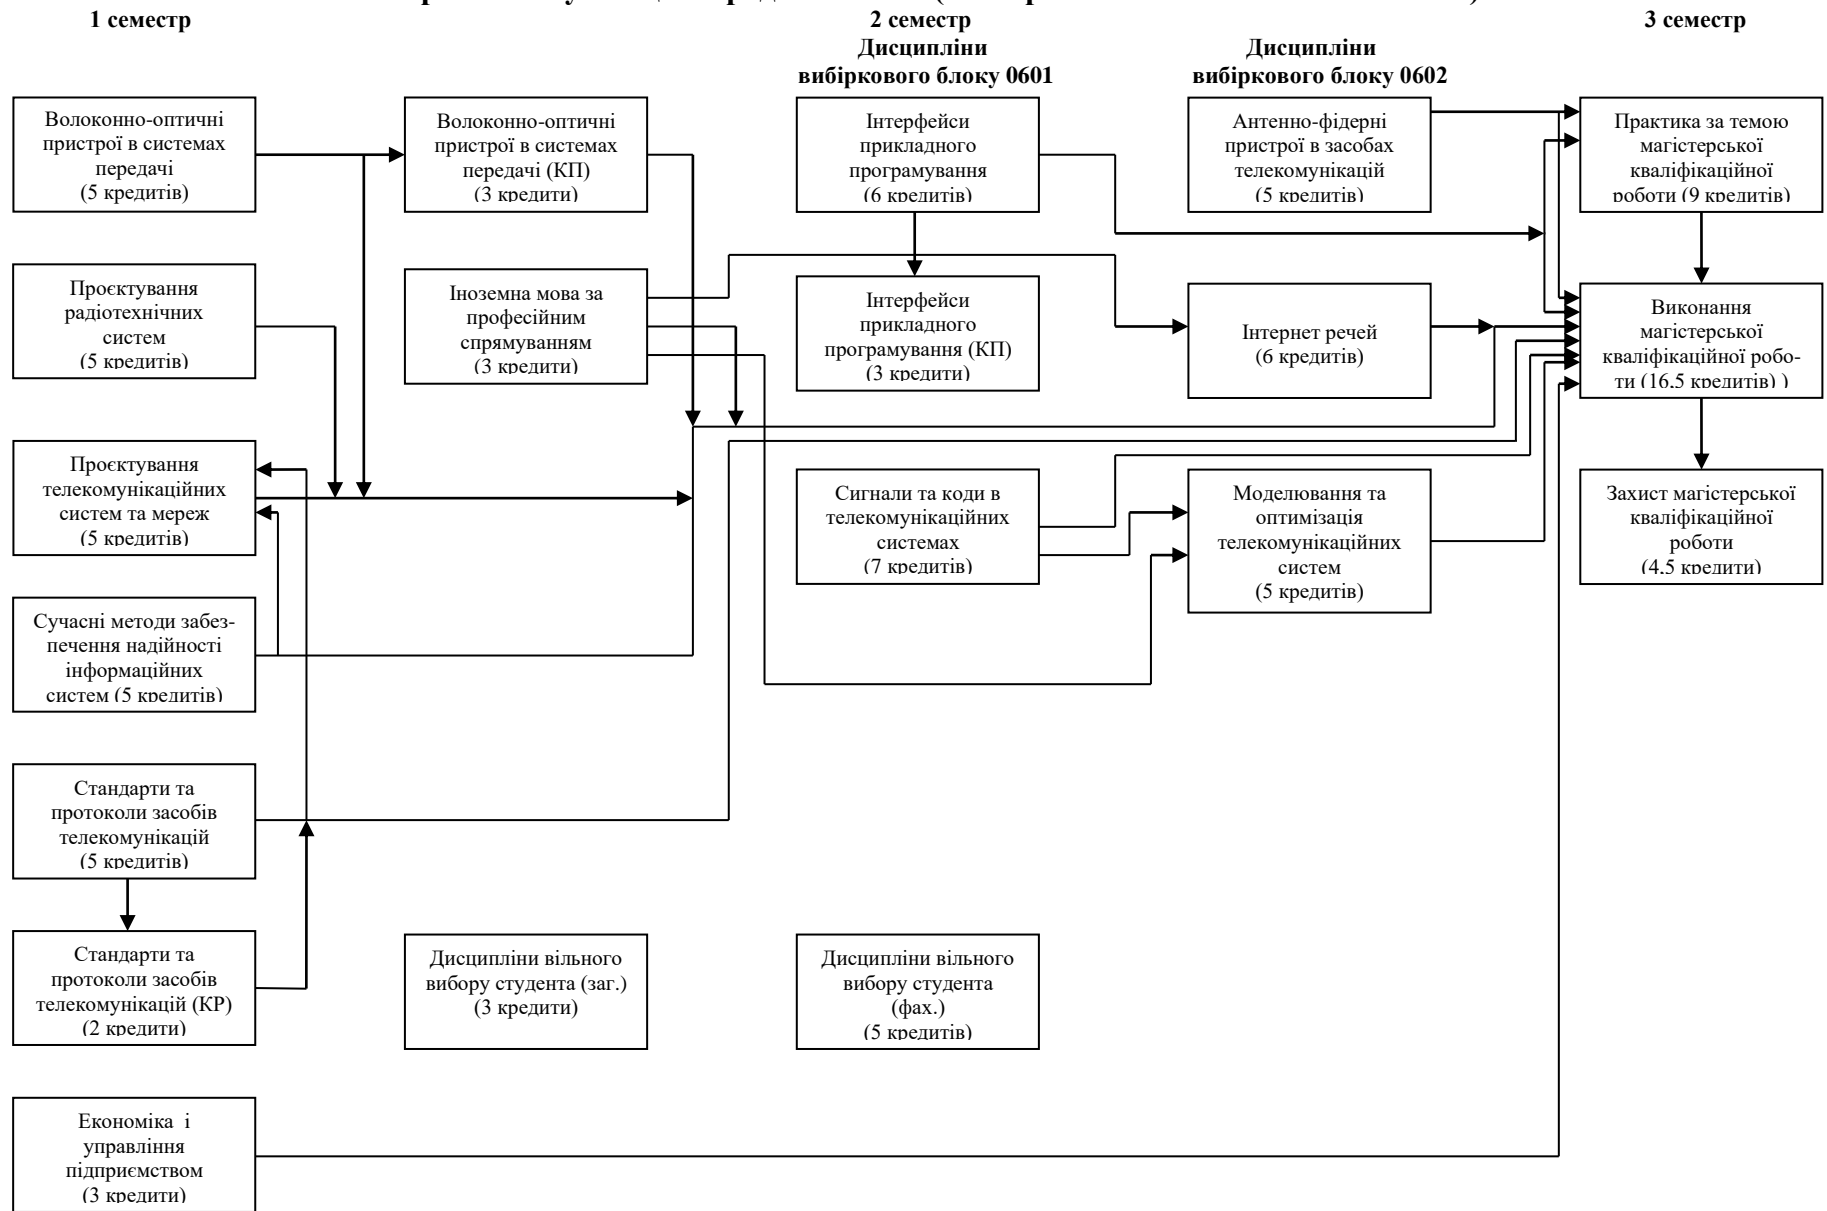 1 семестр
2 семестр
3 семестр
Дисципліни
вибіркового блоку 0601
Дисципліни
вибіркового блоку 0602
Волоконно-оптичні
пристрої в системах
передачі
(5 кредитів)
Волоконно-оптичні
пристрої в системах
передачі (КП)
(3 кредити)
Інтерфейси
прикладного
програмування
(6 кредитів)
Антенно-фідерні
пристрої в засобах
телекомунікацій
(5 кредитів)
Практика за темою
магістерської
кваліфікаційної
роботи (9 кредитів)
Проєктування
радіотехнічних
систем
(5 кредитів)
Іноземна мова за
професійним
спрямуванням
(3 кредити)
Інтерфейси
прикладного
програмування (КП)
(3 кредити)
Інтернет речей
(6 кредитів)
Виконання
магістерської
кваліфікаційної робо-
ти (16,5 кредитів) )
Проєктування
телекомунікаційних
систем та мереж
(5 кредитів)
Сигнали та коди в
телекомунікаційних
системах
(7 кредитів)
Моделювання та
оптимізація
телекомунікаційних
систем
(5 кредитів)
Захист магістерської
кваліфікаційної
роботи
(4,5 кредити)
Сучасні методи забез-
печення надійності
інформаційних
систем (5 кредитів)
Стандарти та
протоколи засобів
телекомунікацій
(5 кредитів)
Стандарти та
протоколи засобів
телекомунікацій (КР)
(2 кредити)
Дисципліни вільного
вибору студента (заг.)
(3 кредити)
Дисципліни вільного
вибору студента
(фах.)
(5 кредитів)
Економіка і
управління
підприємством
(3 кредити)